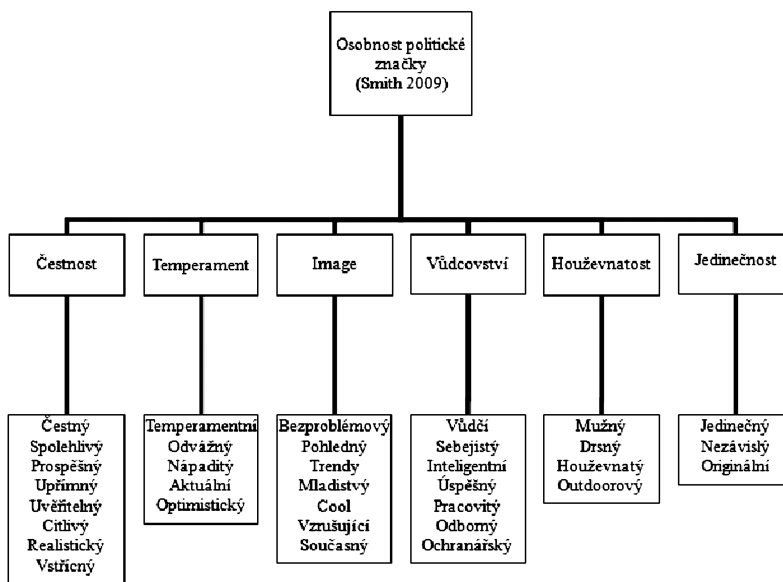 Osobnost politické
značky
(Smith 2009)
Čestnost
Temperament
Image
Vůdcovství
Houževnatost
Jedinečnost
Čestný
Spolehlivý
Prospěšný
Upřímný
Uvěřitelný
Citlivý
Realistický
Vstřícný
Temperamentní
Odvážný
Nápaditý
Aktuální
Optimistický
Bezproblémový
Pohledný
Trendy
Mladistvý
Cool
Vzrušující
Současný
Vůdčí
Sebejistý
Inteligentní
Úspěšný
Pracovitý
Odborný
Ochranářský
Mužný
Drsný
Houževnatý
Outdoorový
Jedinečný
Nezávislý
Originální